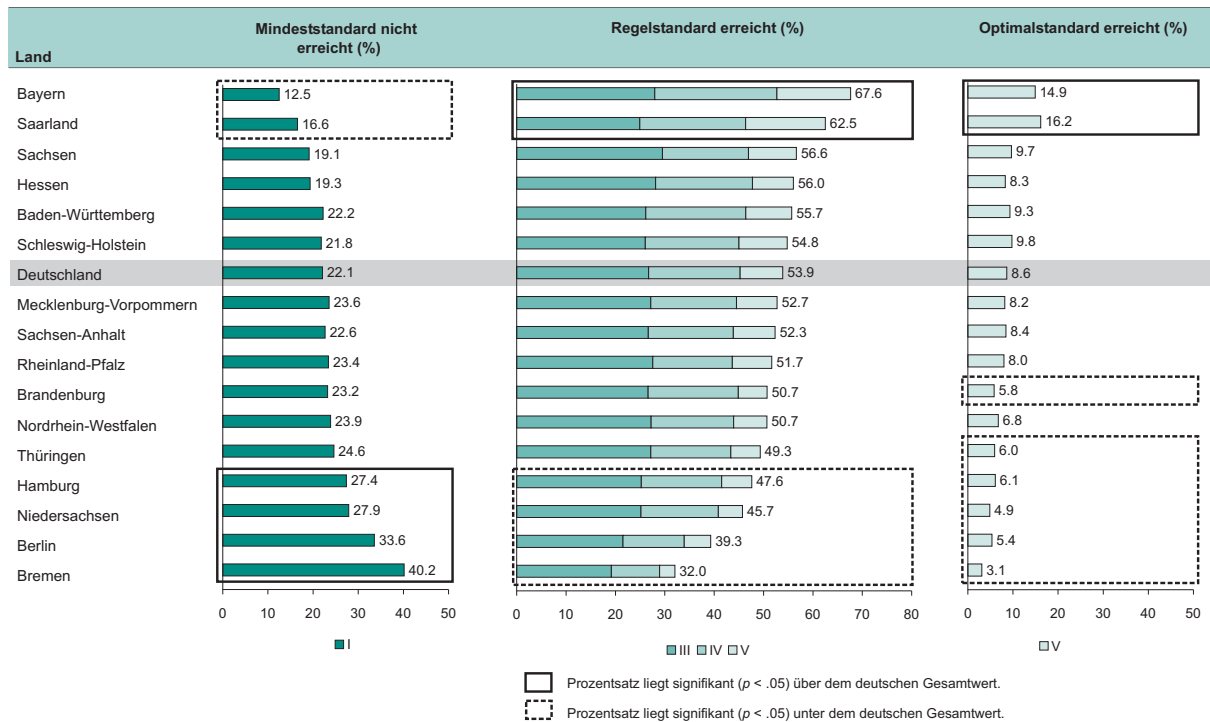 Land
Mindeststandard nicht
erreicht (%)
Regelstandard erreicht (%)
Optimalstandard erreicht (%)
Bayern 12.5 67.6 14.9
Saarland 16.6 62.5 16.2
Sachsen 19.1 56.6 9.7
Hessen 19.3 56.0 8.3
Baden-Württemberg 22.2 55.7 9.3
Schleswig-Holstein 21.8 54.8 9.8
Deutschland 22.1 53.9 8.6
Mecklenburg-Vorpommern 23.6 52.7 8.2
Sachsen-Anhalt 22.6 52.3 8.4
Rheinland-Pfalz 23.4 51.7 8.0
Brandenburg 23.2 50.7 5.8
Nordrhein-Westfalen 23.9 50.7 6.8
Thüringen 24.6 49.3 6.0
Hamburg 27.4 47.6 6.1
Niedersachsen 27.9 45.7 4.9
Berlin 33.6 39.3 5.4
Bremen 40.2 32.0 3.1
0 10 20 30 40 50 0 10 20 30 40 50 60 70 80 0 10 20 30 40 50
I III IV V V
Prozentsatz liegt signifikant (p < .05) über dem deutschen Gesamtwert.
Prozentsatz liegt signifikant (p < .05) unter dem deutschen Gesamtwert.